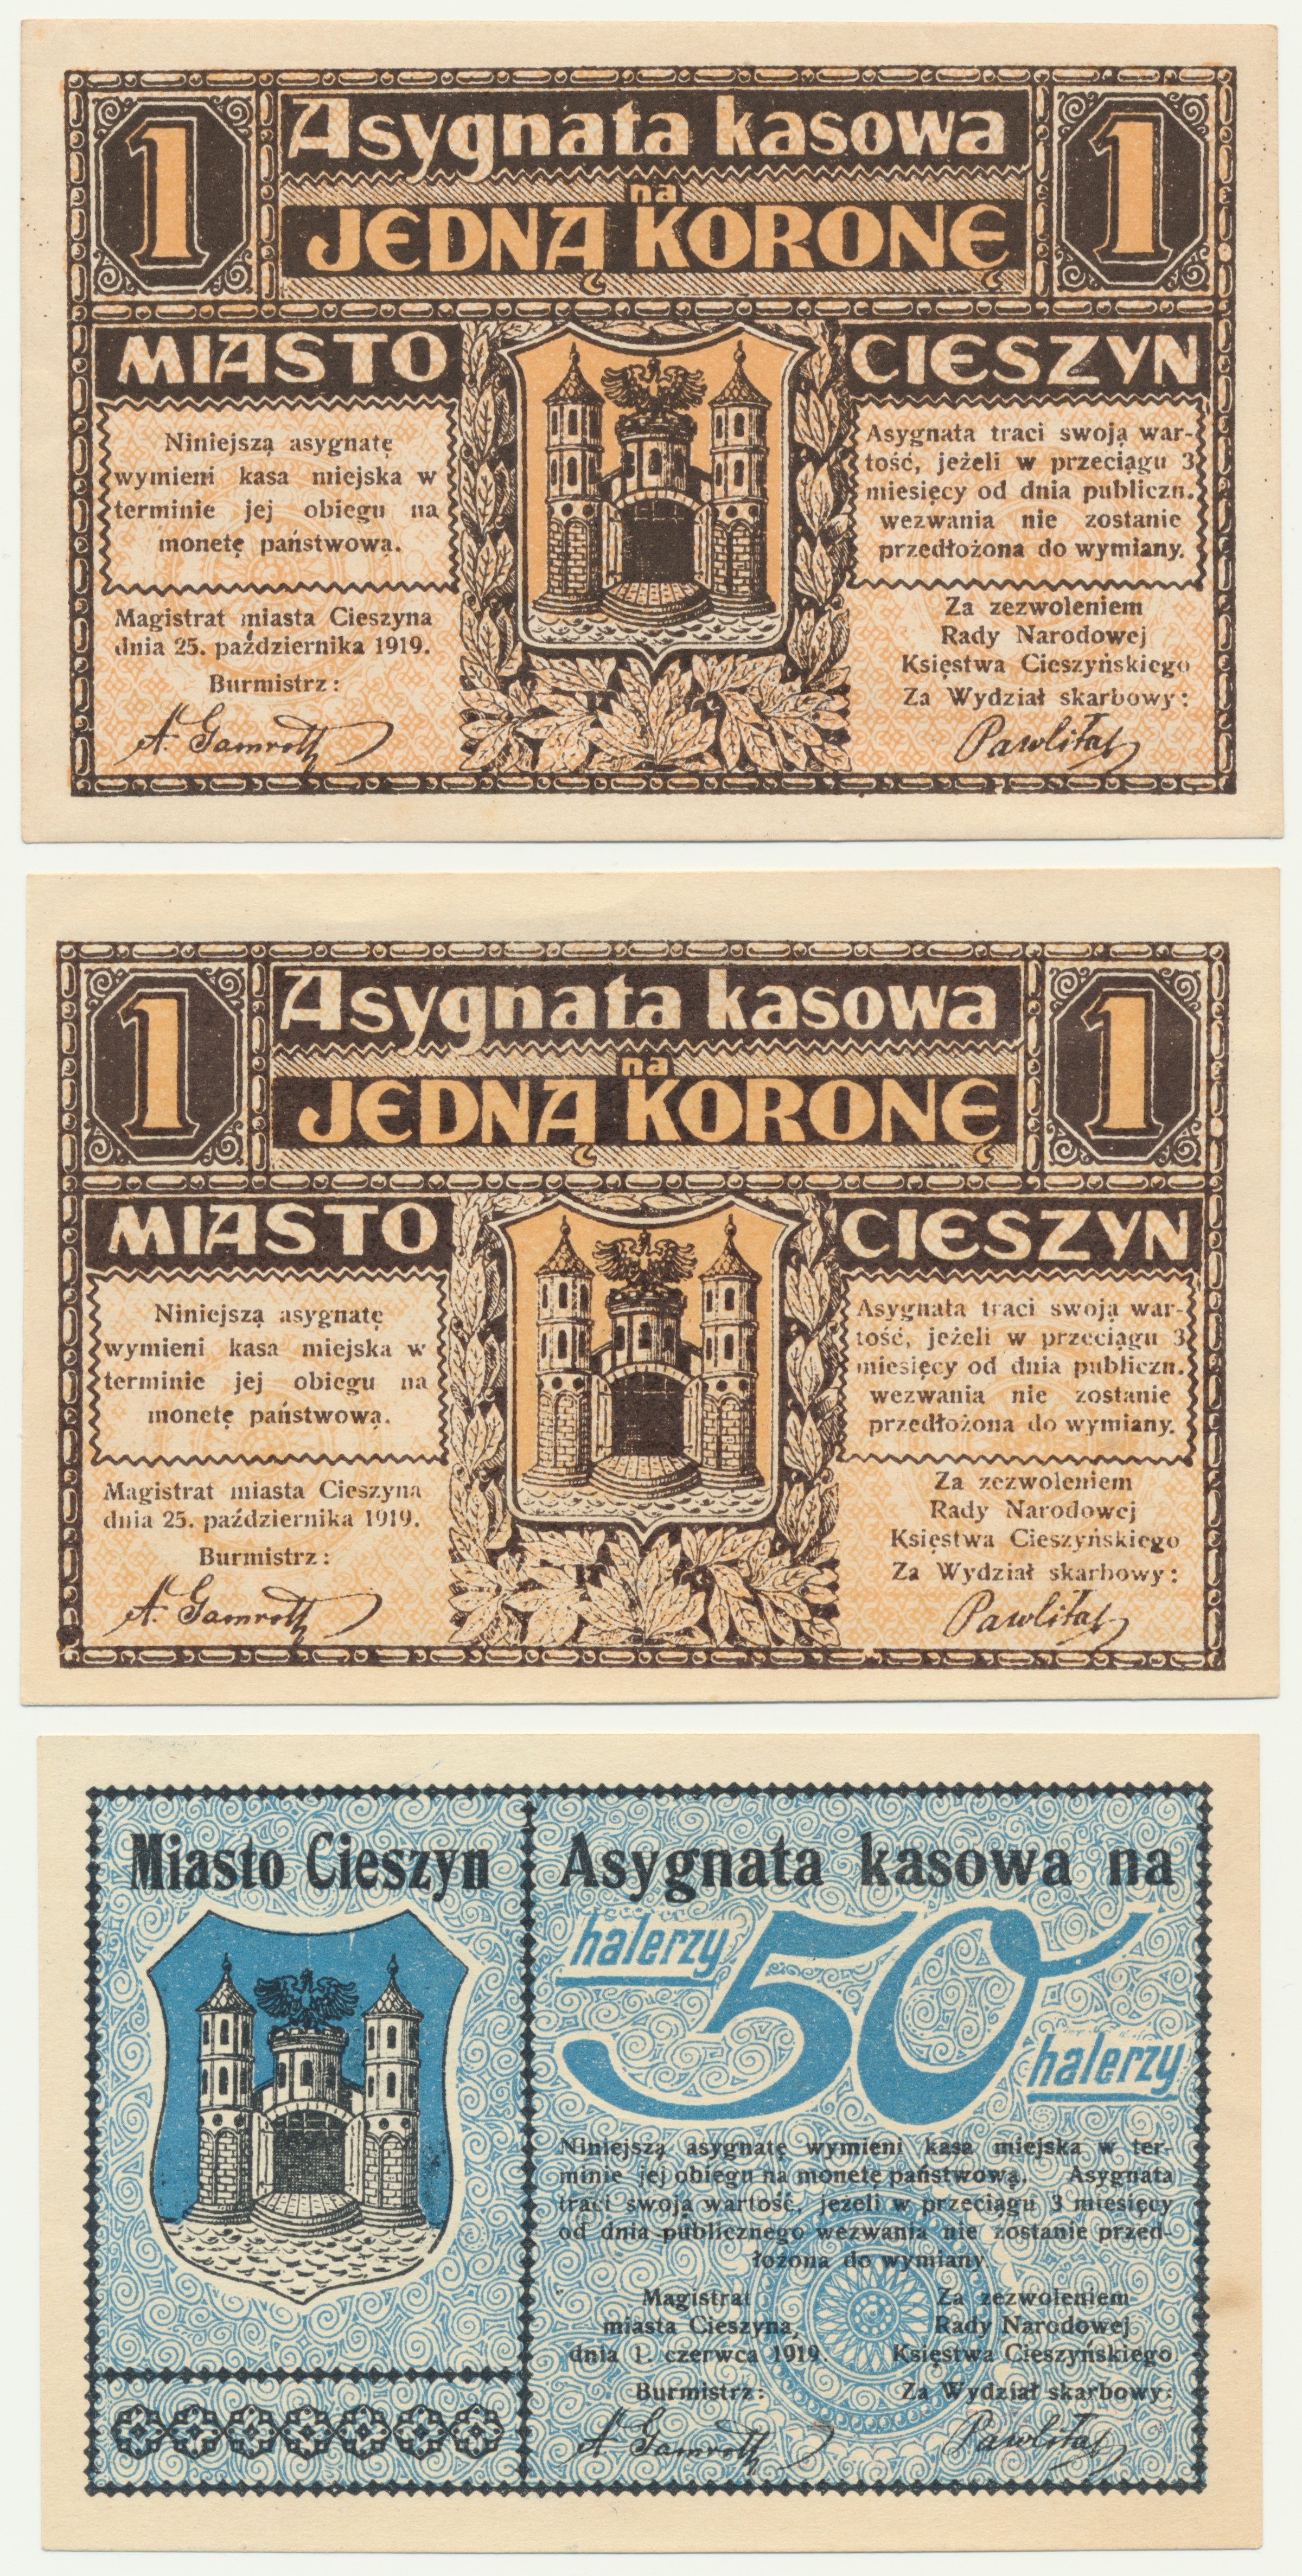 1
Asygnata kasowa
na
JEDNĄ KORONĘ
1
MIASTO
CIESZYN
Niniejszą asygnatę
wymieni kasa miejska w
terminie jej obiegu na
monetę państwowa.
Asygnata traci swoją war-
tość, jeżeli w przeciągu 3
miesięcy od dnia publiczn.
wezwania nie zostanie
przedłożona do wymiany.
Magistrat miasta Cieszyna
dnia 25. października 1919.
Burmistrz:
A. Gamroth
Za zezwoleniem
Rady Narodowej
Księstwa Cieszyńskiego
Za Wydział skarbowy:
Pawlitaj
1
Asygnata kasowa
na
JEDNĄ KORONĘ
1
MIASTO
CIESZYN
Niniejszą asygnatę
wymieni kasa miejska w
terminie jej obiegu na
monetę państwową.
Asygnata traci swoją war-
tość, jeżeli w przeciągu 3
miesięcy od dnia publiczn.
wezwania nie zostanie
przedłożona do wymiany.
Magistrat miasta Cieszyna
dnia 25. października 1919.
Burmistrz:
A. Gamroth
Za zezwoleniem
Rady Narodowej
Księstwa Cieszyńskiego
Za Wydział skarbowy:
Pawlitaj
Miasto Cieszyn
Asygnata kasowa na
halerzy
50
halerzy
Niniejszą asygnatę wymieni kasa miejska w ter-
minie jej obiegu na monetę państwową. Asygnata
traci swoją wartość, jeżeli w przeciągu 3 miesięcy
od dnia publicznego wezwania nie zostanie przed-
łożona do wymiany.
Magistrat
miasta Cieszyna,
dnia 1. czerwca 1919.
Burmistrz:
A. Gamroth
Za zezwoleniem
Rady Narodowej
Księstwa Cieszyńskiego
Za Wydział skarbowy:
Pawlitaj